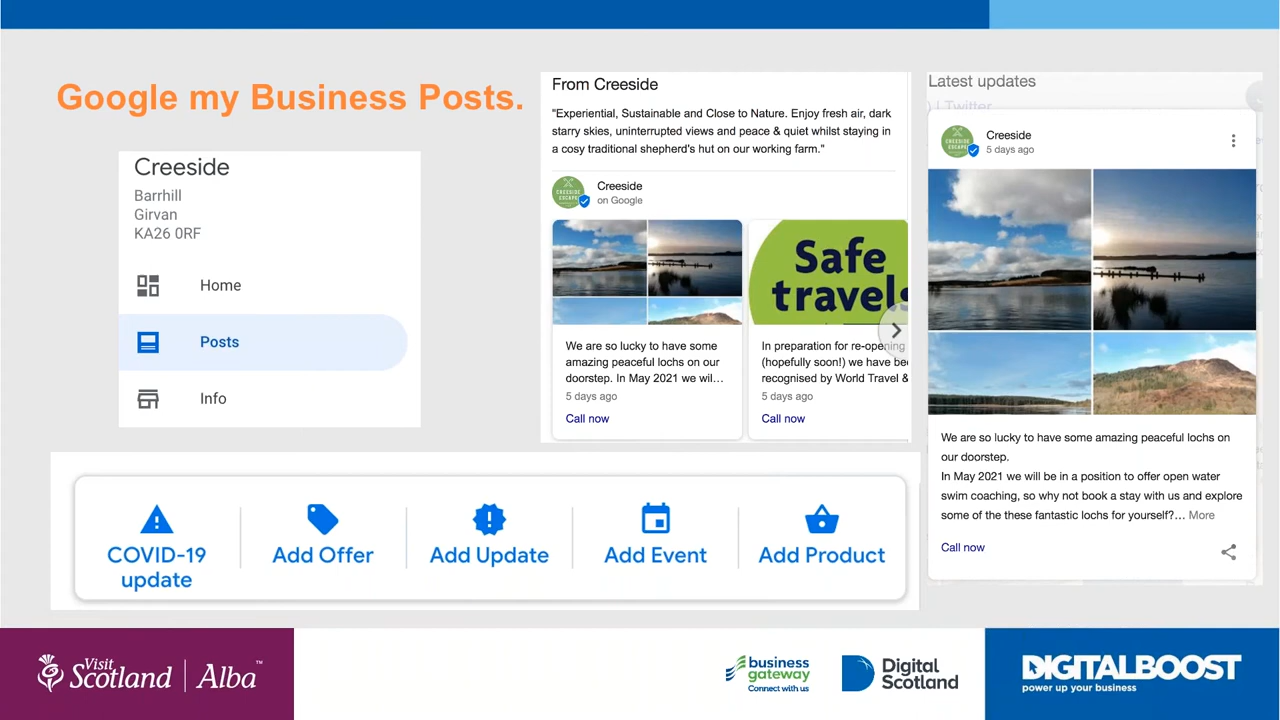 Google my Business Posts.
Creeside
Barrhill
Girvan
KA26 0RF
Home
Posts
Info
From Creeside
"Experiential, Sustainable and Close to Nature. Enjoy fresh air, dark
starry skies, uninterrupted views and peace & quiet whilst staying in
a cosy traditional shepherd's hut on our working farm."
Creeside
on Google
We are so lucky to have some
amazing peaceful lochs on our
doorstep. In May 2021 we wil...
5 days ago
Call now
Safe
travels
In preparation for re-opening
(hopefully soon!) we have bee
recognised by World Travel &
5 days ago
Call now
Latest updates
| Twitter
Creeside
5 days ago
We are so lucky to have some amazing peaceful lochs on
our doorstep.
In May 2021 we will be in a position to offer open water
swim coaching, so why not book a stay with us and explore
some of the these fantastic lochs for yourself?... More
Call now
COVID-19
update
Add Offer
Add Update
Add Event
Add Product
Visit
Scotland | Alba™
business
gateway
Connect with us
Digital
Scotland
DIGITALBOOST
power up your business